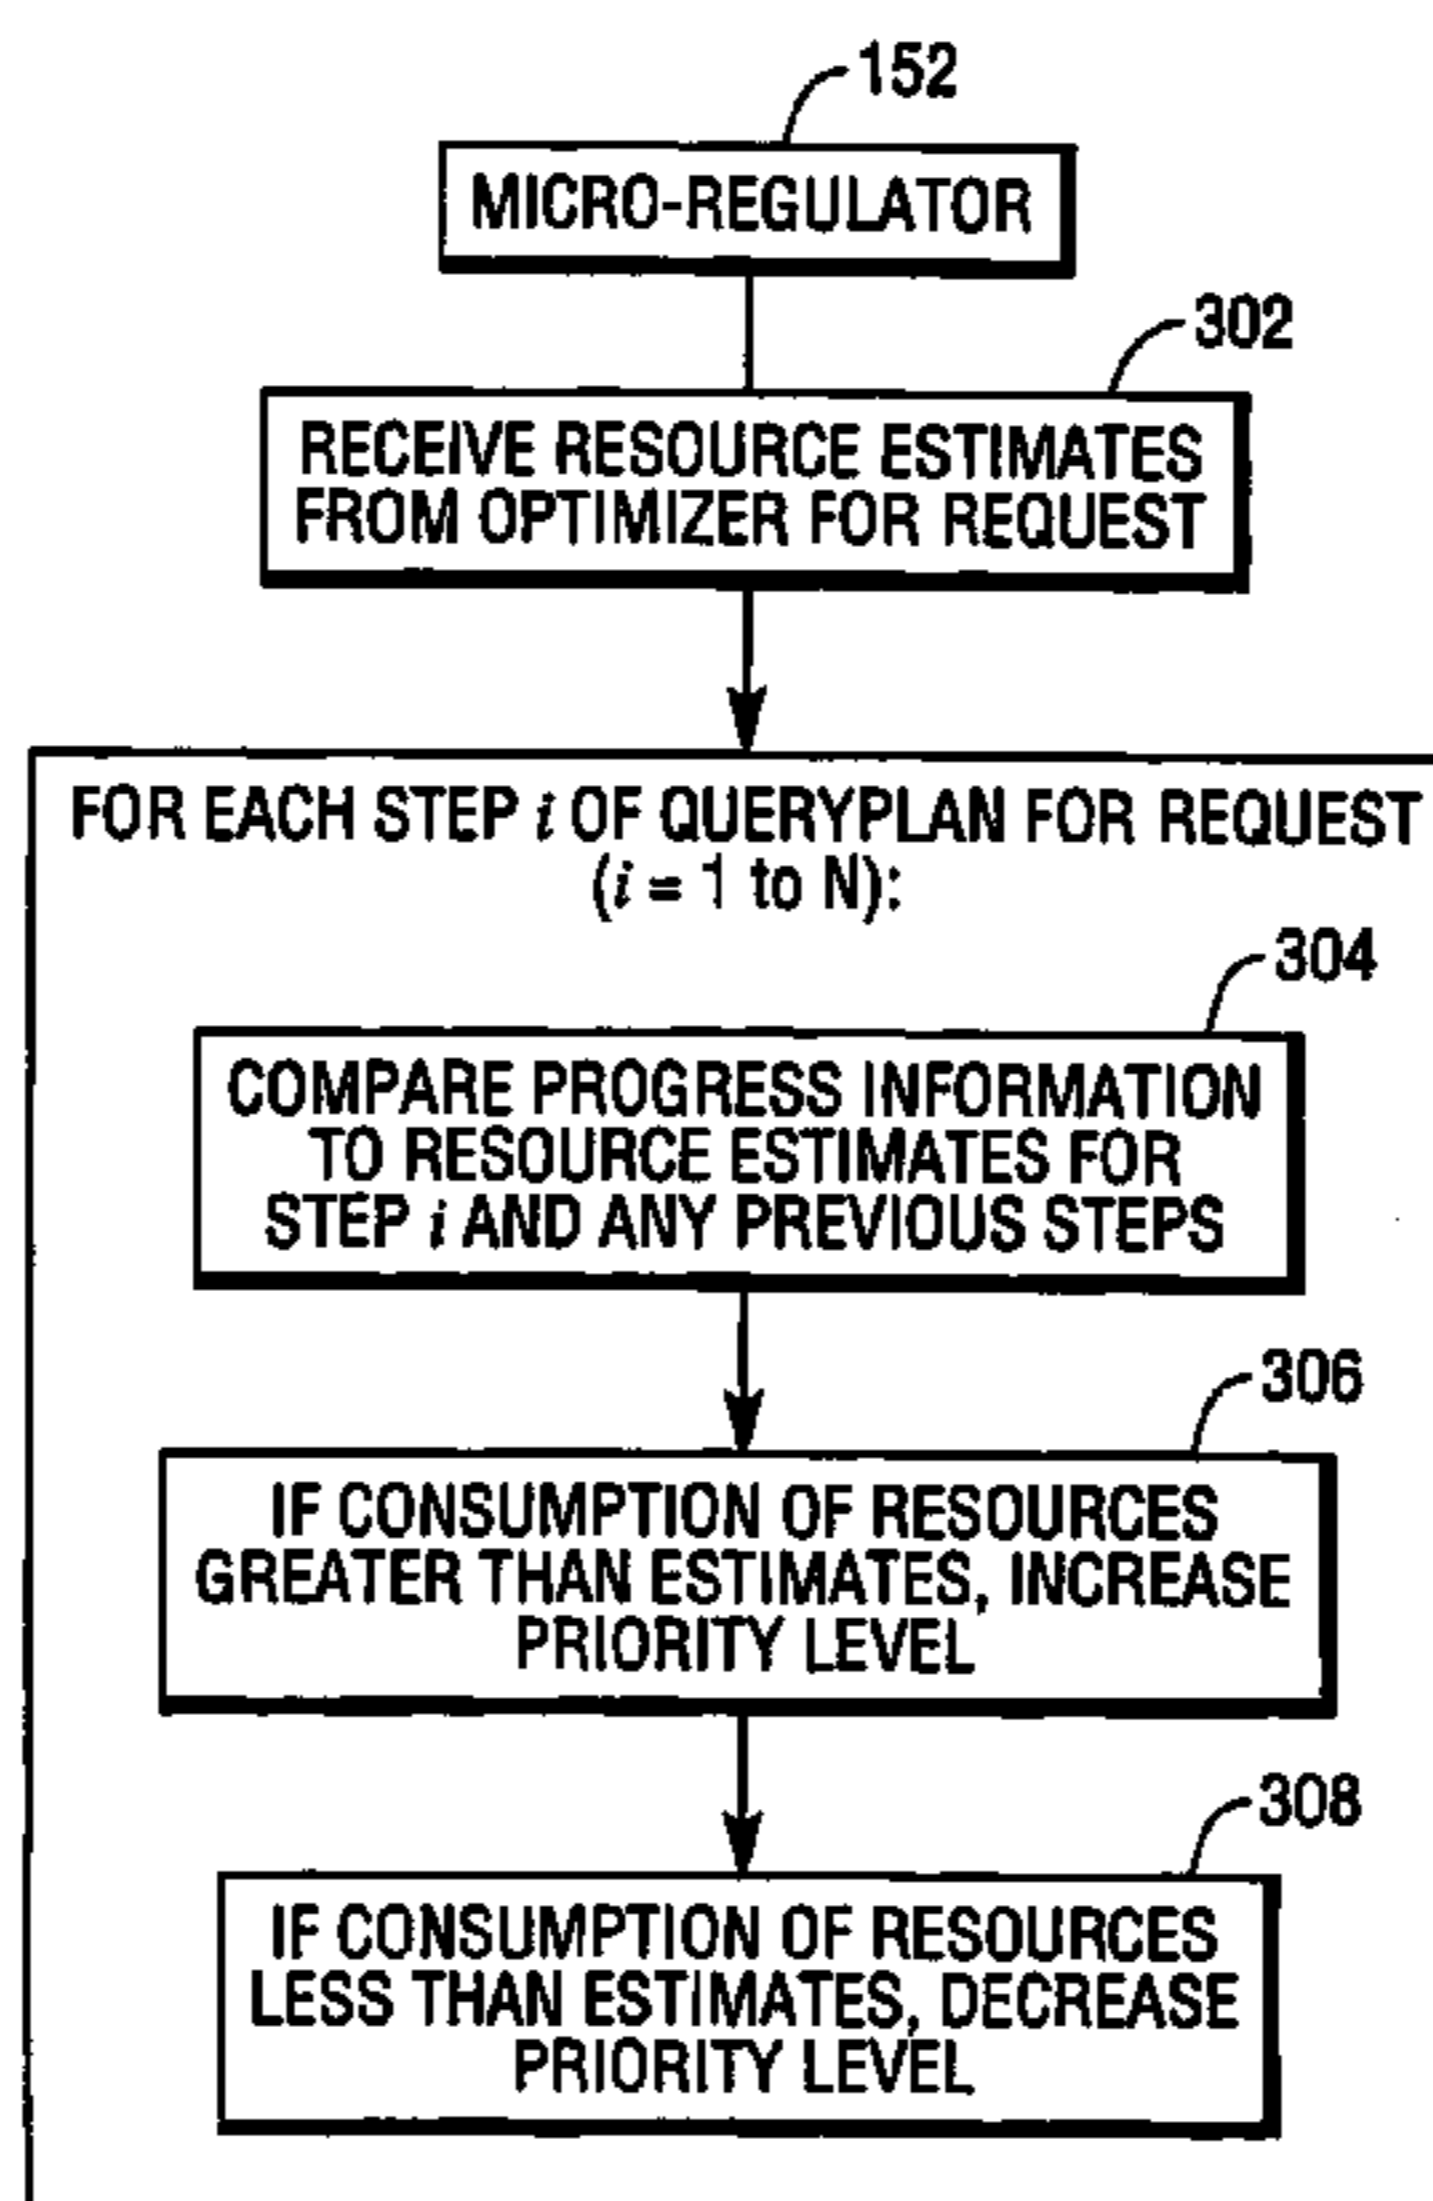 152
MICRO-REGULATOR
302
RECEIVE RESOURCE ESTIMATES
FROM OPTIMIZER FOR REQUEST
FOR EACH STEP i OF QUERYPLAN FOR REQUEST
(i = 1 to N):
304
COMPARE PROGRESS INFORMATION
TO RESOURCE ESTIMATES FOR
STEP i AND ANY PREVIOUS STEPS
306
IF CONSUMPTION OF RESOURCES
GREATER THAN ESTIMATES, INCREASE
PRIORITY LEVEL
308
IF CONSUMPTION OF RESOURCES
LESS THAN ESTIMATES, DECREASE
PRIORITY LEVEL